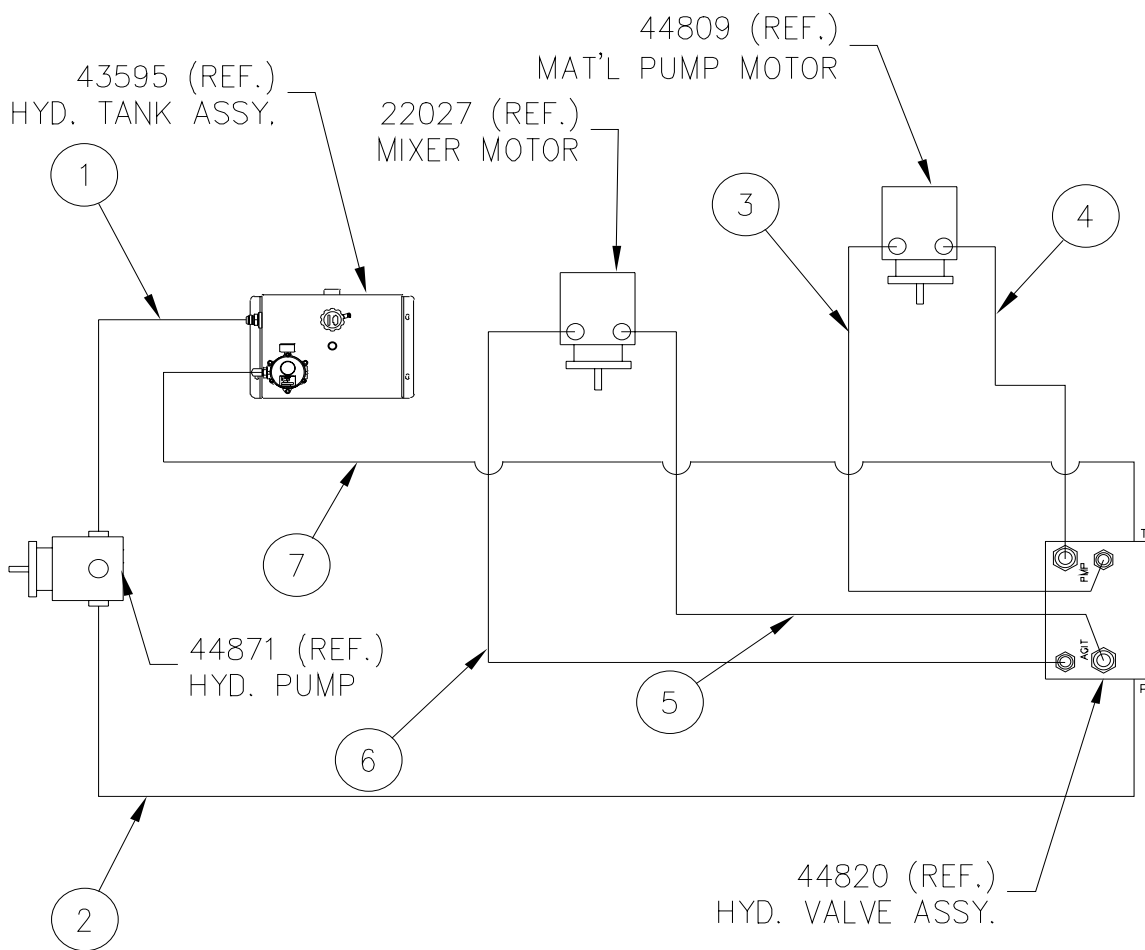 44809 (REF.)
MAT'L PUMP MOTOR
43595 (REF.)
HYD. TANK ASSY.
22027 (REF.)
MIXER MOTOR
1
3
4
7
T
PMP
44871 (REF.)
HYD. PUMP
AGIT
P
5
6
44820 (REF.)
HYD. VALVE ASSY.
2